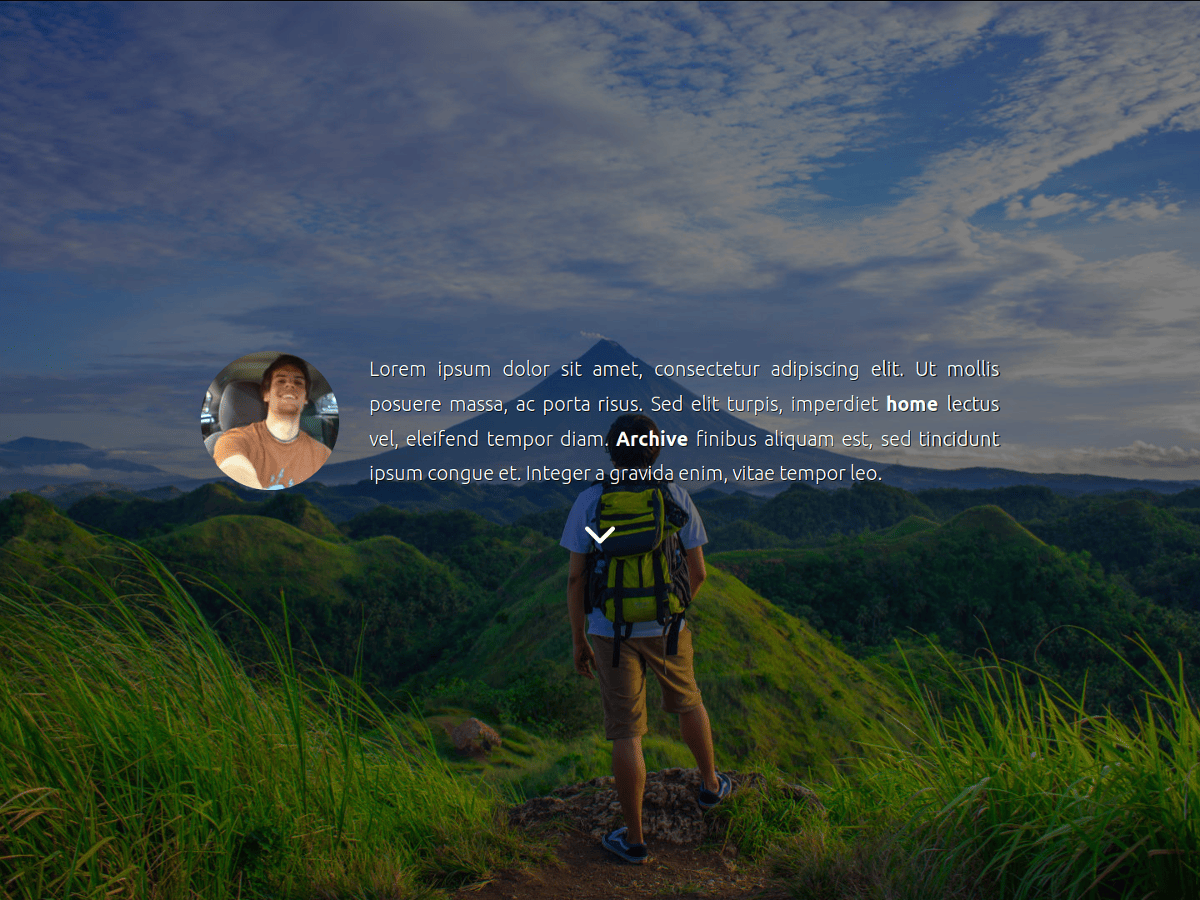 Lorem ipsum dolor sit amet, consectetur adipiscing elit. Ut mollis
posuere massa, ac porta risus. Sed elit turpis, imperdiet home lectus
vel, eleifend tempor diam. Archive finibus aliquam est, sed tincidunt
ipsum congue et. Integer a gravida enim, vitae tempor leo.